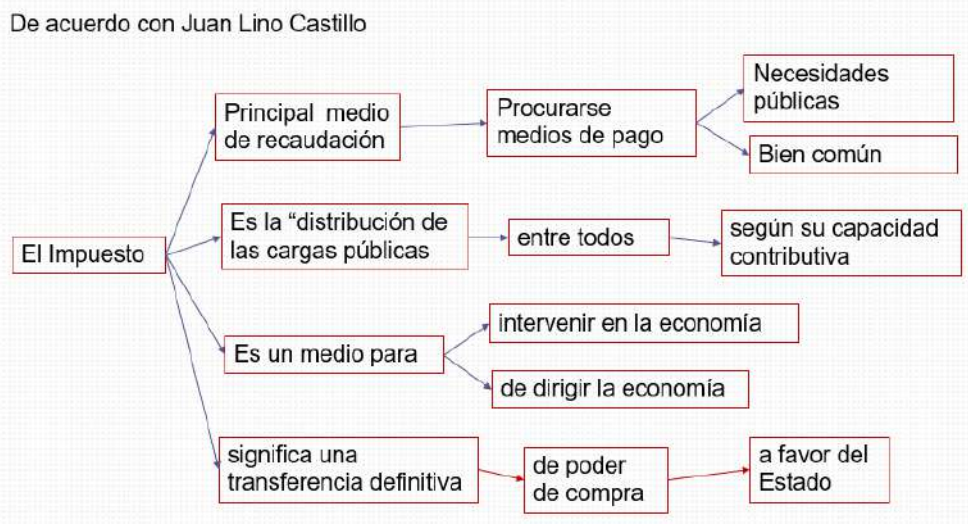 De acuerdo con Juan Lino Castillo
El Impuesto
Principal medio
de recaudación
Procurarse
medios de pago
Necesidades
públicas
Bien común
Es la “distribución de
las cargas públicas
entre todos
según su capacidad
contributiva
Es un medio para
intervenir en la economía
de dirigir la economía
significa una
transferencia definitiva
de poder
de compra
a favor del
Estado